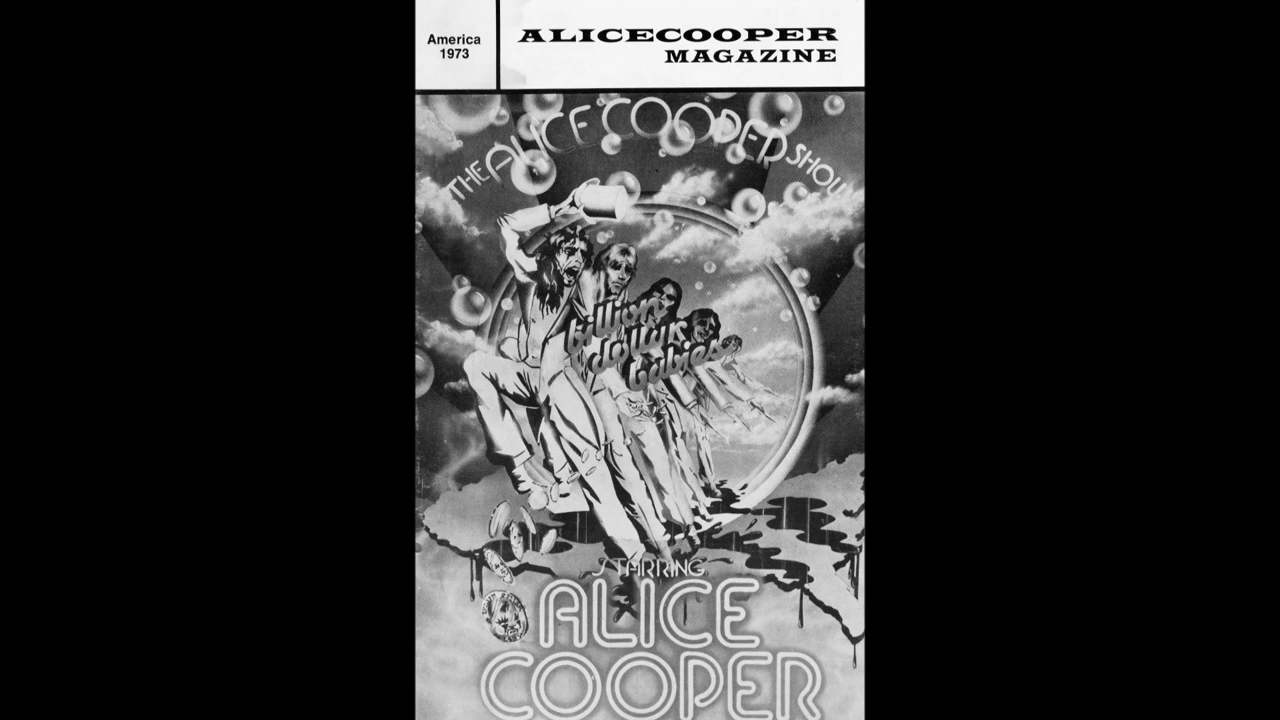 America
1973
ALICECOOPER
MAGAZINE
THE ALICE COOPER SHOW
billion
dollar
babies
STARRING
ALICE
COOPER